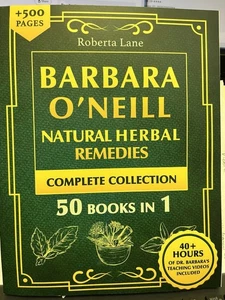 +500
PAGES
Roberta Lane
BARBARA
O'NEILL
NATURAL HERBAL
REMEDIES
COMPLETE COLLECTION
50 BOOKS IN 1
40+
HOURS
OF DR. BARBARA'S
TEACHING VIDEOS
INCLUDED